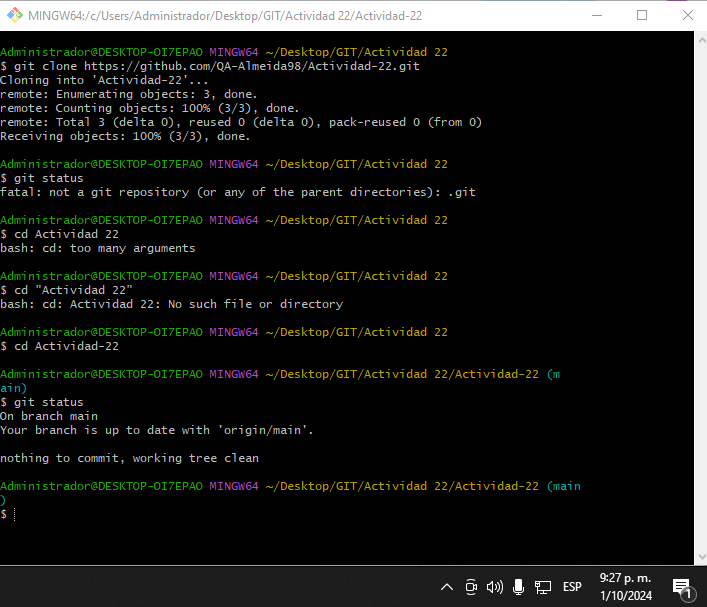 MINGW64:/c/Users/Administrador/Desktop/GIT/Actividad 22/Actividad-22
Administrador@DESKTOP-OI7EPAO MINGW64 ~/Desktop/GIT/Actividad 22
$ git clone https://github.com/QA-Almeida98/Actividad-22.git
Cloning into 'Actividad-22'...
remote: Enumerating objects: 3, done.
remote: Counting objects: 100% (3/3), done.
remote: Total 3 (delta 0), reused 0 (delta 0), pack-reused 0 (from 0)
Receiving objects: 100% (3/3), done.
Administrador@DESKTOP-OI7EPAO MINGW64 ~/Desktop/GIT/Actividad 22
$ git status
fatal: not a git repository (or any of the parent directories): .git
Administrador@DESKTOP-OI7EPAO MINGW64 ~/Desktop/GIT/Actividad 22
$ cd Actividad 22
bash: cd: too many arguments
Administrador@DESKTOP-OI7EPAO MINGW64 ~/Desktop/GIT/Actividad 22
$ cd "Actividad 22"
bash: cd: Actividad 22: No such file or directory
Administrador@DESKTOP-OI7EPAO MINGW64 ~/Desktop/GIT/Actividad 22
$ cd Actividad-22
Administrador@DESKTOP-OI7EPAO MINGW64 ~/Desktop/GIT/Actividad 22/Actividad-22 (m
ain)
$ git status
On branch main
Your branch is up to date with 'origin/main'.
nothing to commit, working tree clean
Administrador@DESKTOP-OI7EPAO MINGW64 ~/Desktop/GIT/Actividad 22/Actividad-22 (main
)
$
ESP
9:27 p. m.
1/10/2024
1